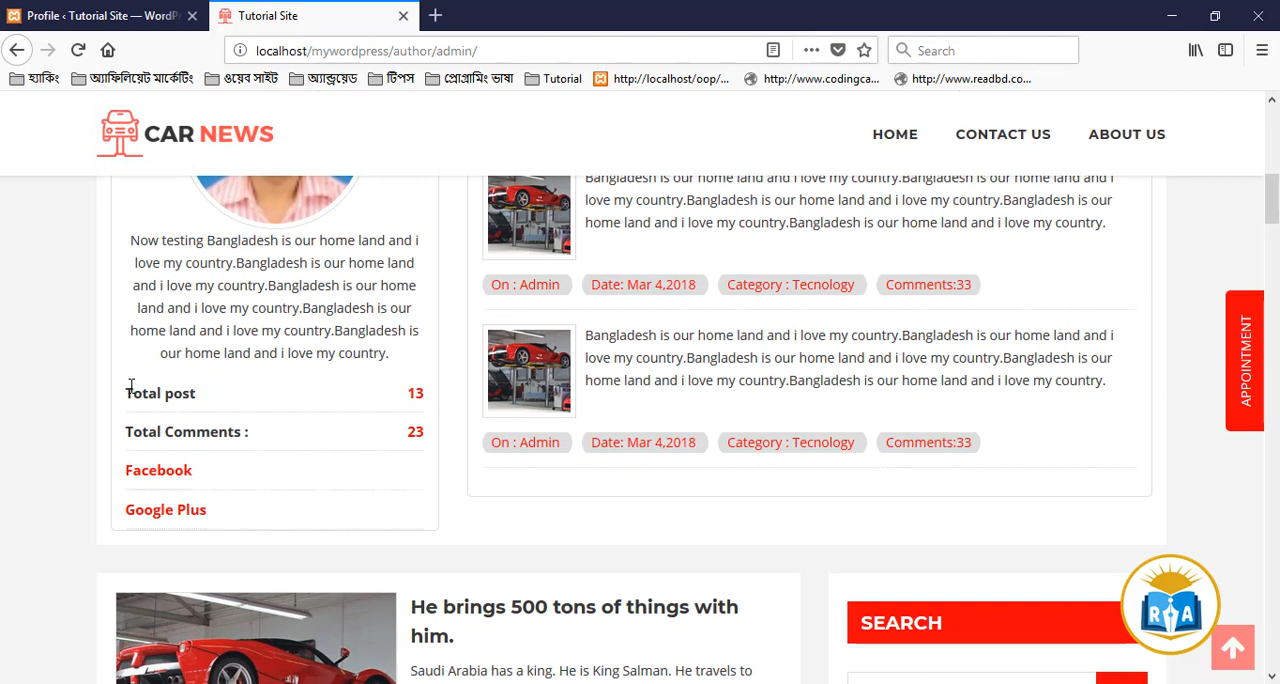 Profile ‹ Tutorial Site — WordP
Tutorial Site
localhost/mywordpress/author/admin/
Search
হ্যাকিং
অ্যাফিলিয়েট মার্কেটিং
ওয়েব সাইট
অ্যান্ড্রয়েড
টিপস
প্রোগ্রামিং ভাষা
Tutorial
http://localhost/oop/...
http://www.codingca...
http://www.readbd.co...
CAR NEWS
HOME
CONTACT US
ABOUT US
Now testing Bangladesh is our home land and i
love my country.Bangladesh is our home land
and i love my country.Bangladesh is our home
land and i love my country.Bangladesh is our
home land and i love my country.Bangladesh is
our home land and i love my country.
Total post 13
Total Comments : 23
Facebook
Google Plus
Bangladesh is our home land and i love my country.Bangladesh is our home land and i
love my country.Bangladesh is our home land and i love my country.Bangladesh is our
home land and i love my country.Bangladesh is our home land and i love my country.
On : Admin
Date: Mar 4,2018
Category : Tecnology
Comments:33
Bangladesh is our home land and i love my country.Bangladesh is our home land and i
love my country.Bangladesh is our home land and i love my country.Bangladesh is our
home land and i love my country.Bangladesh is our home land and i love my country.
On : Admin
Date: Mar 4,2018
Category : Tecnology
Comments:33
APPOINTMENT
He brings 500 tons of things with
him.
Saudi Arabia has a king. He is King Salman. He travels to
SEARCH
R A